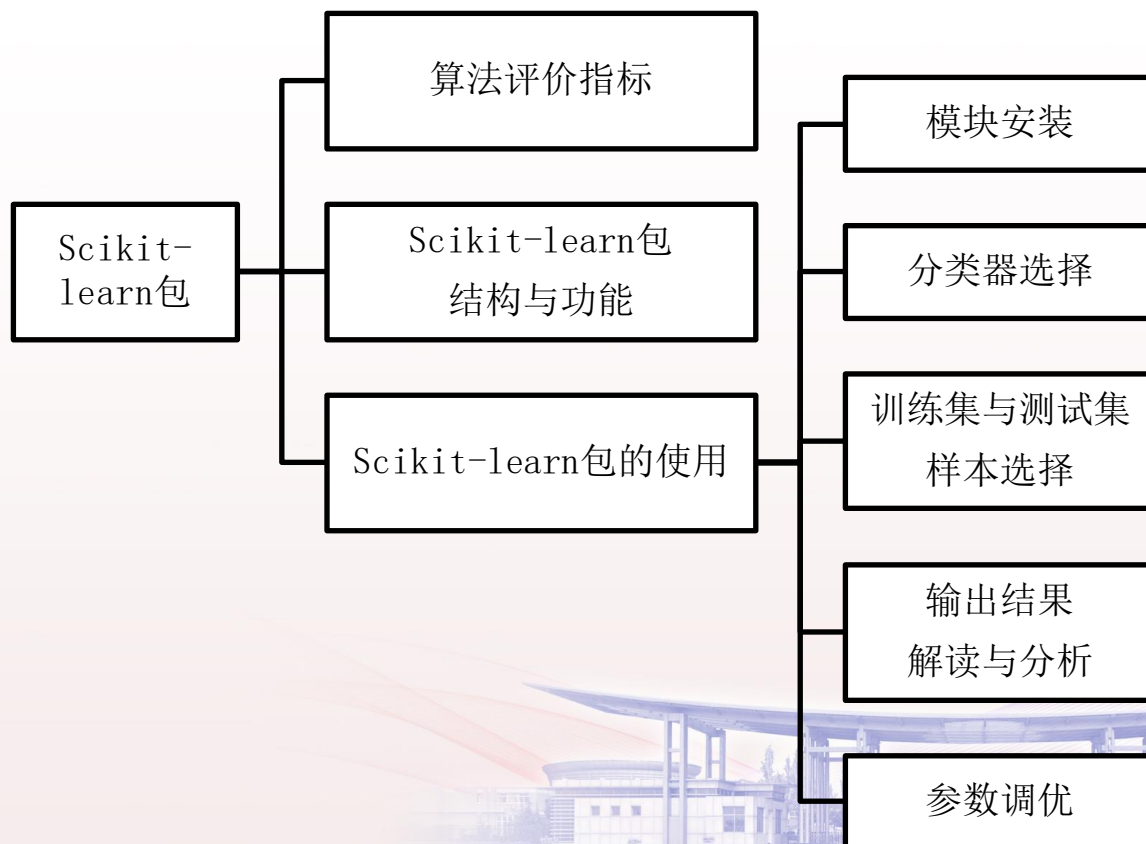 Scikit-
learn包
算法评价指标
Scikit-learn包
结构与功能
Scikit-learn包的使用
模块安装
分类器选择
训练集与测试集
样本选择
输出结果
解读与分析
参数调优